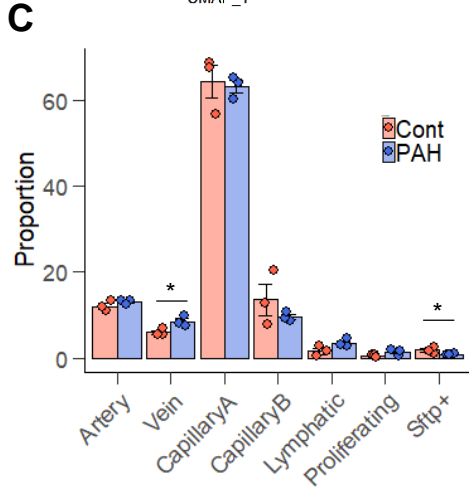 C
Proportion
60
40
20
0
*
*
Cont
PAH
Artery
Vein
CapillaryA
CapillaryB
Lymphatic
Proliferating
Sftp+